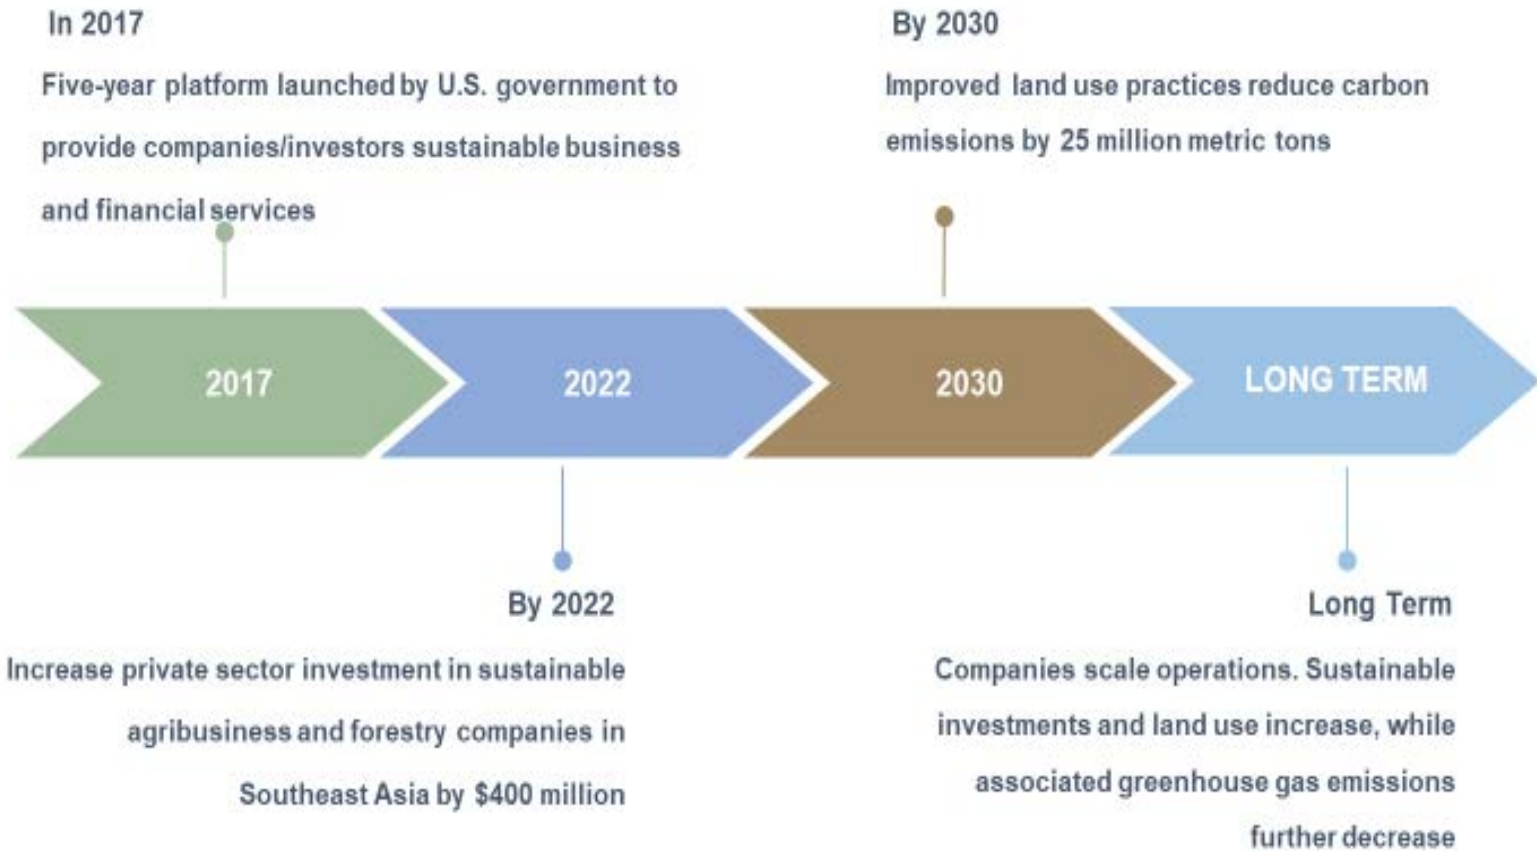 In 2017
Five-year platform launched by U.S. government to
provide companies/investors sustainable business
and financial services
By 2030
Improved land use practices reduce carbon
emissions by 25 million metric tons
2017
2022
2030
LONG TERM
By 2022
Increase private sector investment in sustainable
agribusiness and forestry companies in
Southeast Asia by $400 million
Long Term
Companies scale operations. Sustainable
investments and land use increase, while
associated greenhouse gas emissions
further decrease